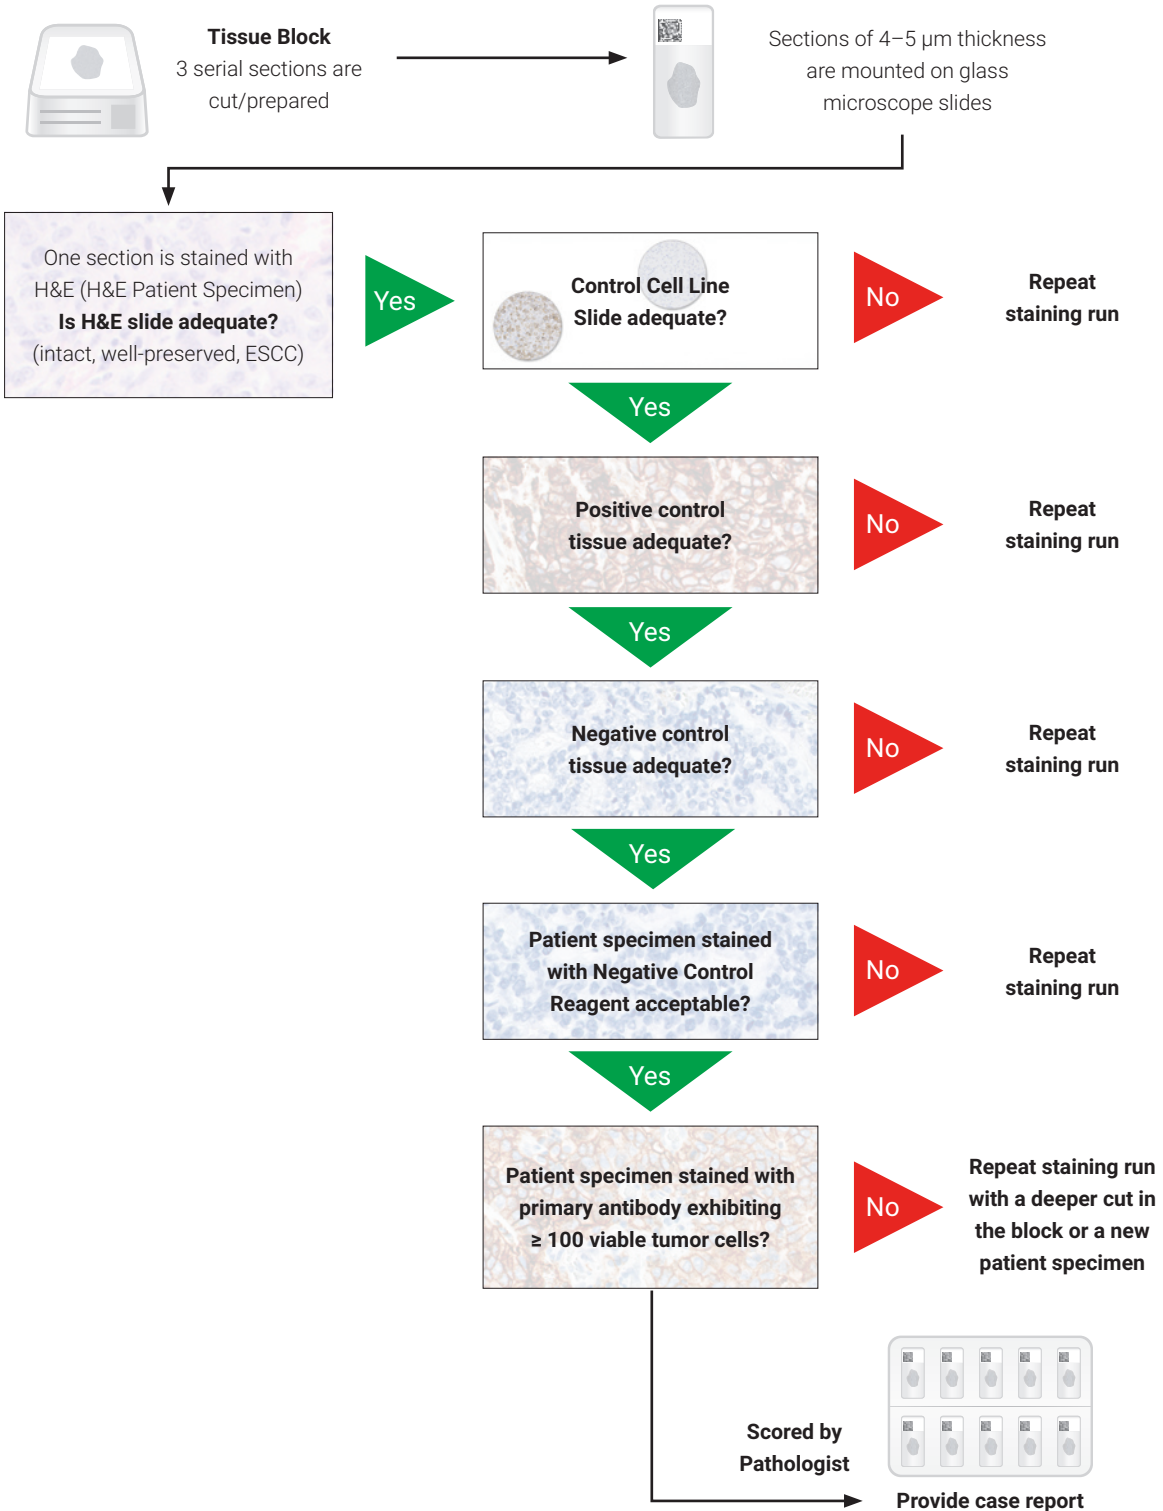 Tissue Block
3 serial sections are
cut/prepared
Sections of 4–5 µm thickness
are mounted on glass
microscope slides
One section is stained with
H&E (H&E Patient Specimen)
Is H&E slide adequate?
(intact, well-preserved, ESCC)
Yes
Control Cell Line
Slide adequate?
No
Repeat
staining run
Yes
Positive control
tissue adequate?
No
Repeat
staining run
Yes
Negative control
tissue adequate?
No
Repeat
staining run
Yes
Patient specimen stained
with Negative Control
Reagent acceptable?
No
Repeat
staining run
Yes
Patient specimen stained with
primary antibody exhibiting
≥ 100 viable tumor cells?
No
Repeat staining run
with a deeper cut in
the block or a new
patient specimen
Scored by
Pathologist
Provide case report